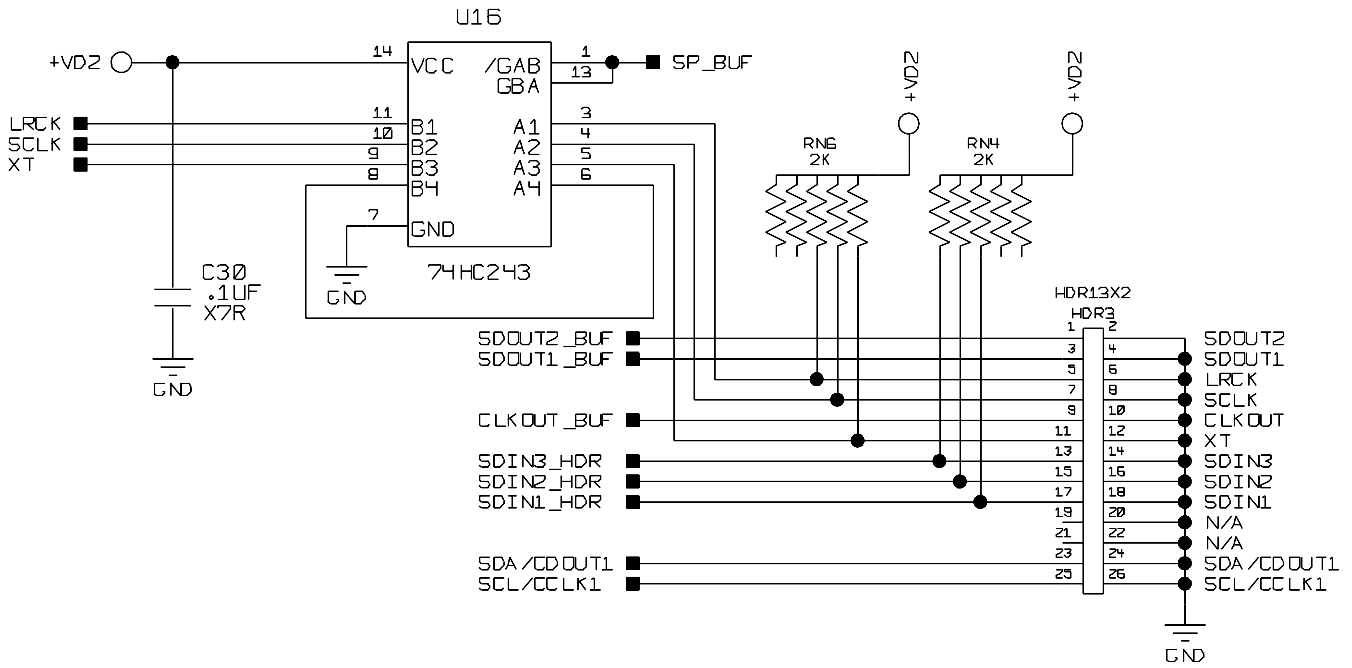 U16
+VD2
14
VCC
/GAB
1
SP_BUF
13
GBA
+VD2
+VD2
LRCK
11
B1
A1
3
SCLK
10
B2
A2
4
XT
9
B3
A3
5
8
B4
A4
6
RN6
2K
RN4
2K
7
GND
GND
74HC243
C30
.1UF
X7R
GND
HDR13X2
HDR3
SDOUT2_BUF
1
2
SDOUT2
SDOUT1_BUF
3
4
SDOUT1
5
6
LRCK
7
8
SCLK
CLKOUT_BUF
9
10
CLKOUT
11
12
XT
SDIN3_HDR
13
14
SDIN3
SDIN2_HDR
15
16
SDIN2
SDIN1_HDR
17
18
SDIN1
19
20
N/A
21
22
N/A
SDA/CDOUT1
23
24
SDA/CDOUT1
SCL/CCLK1
25
26
SCL/CCLK1
GND